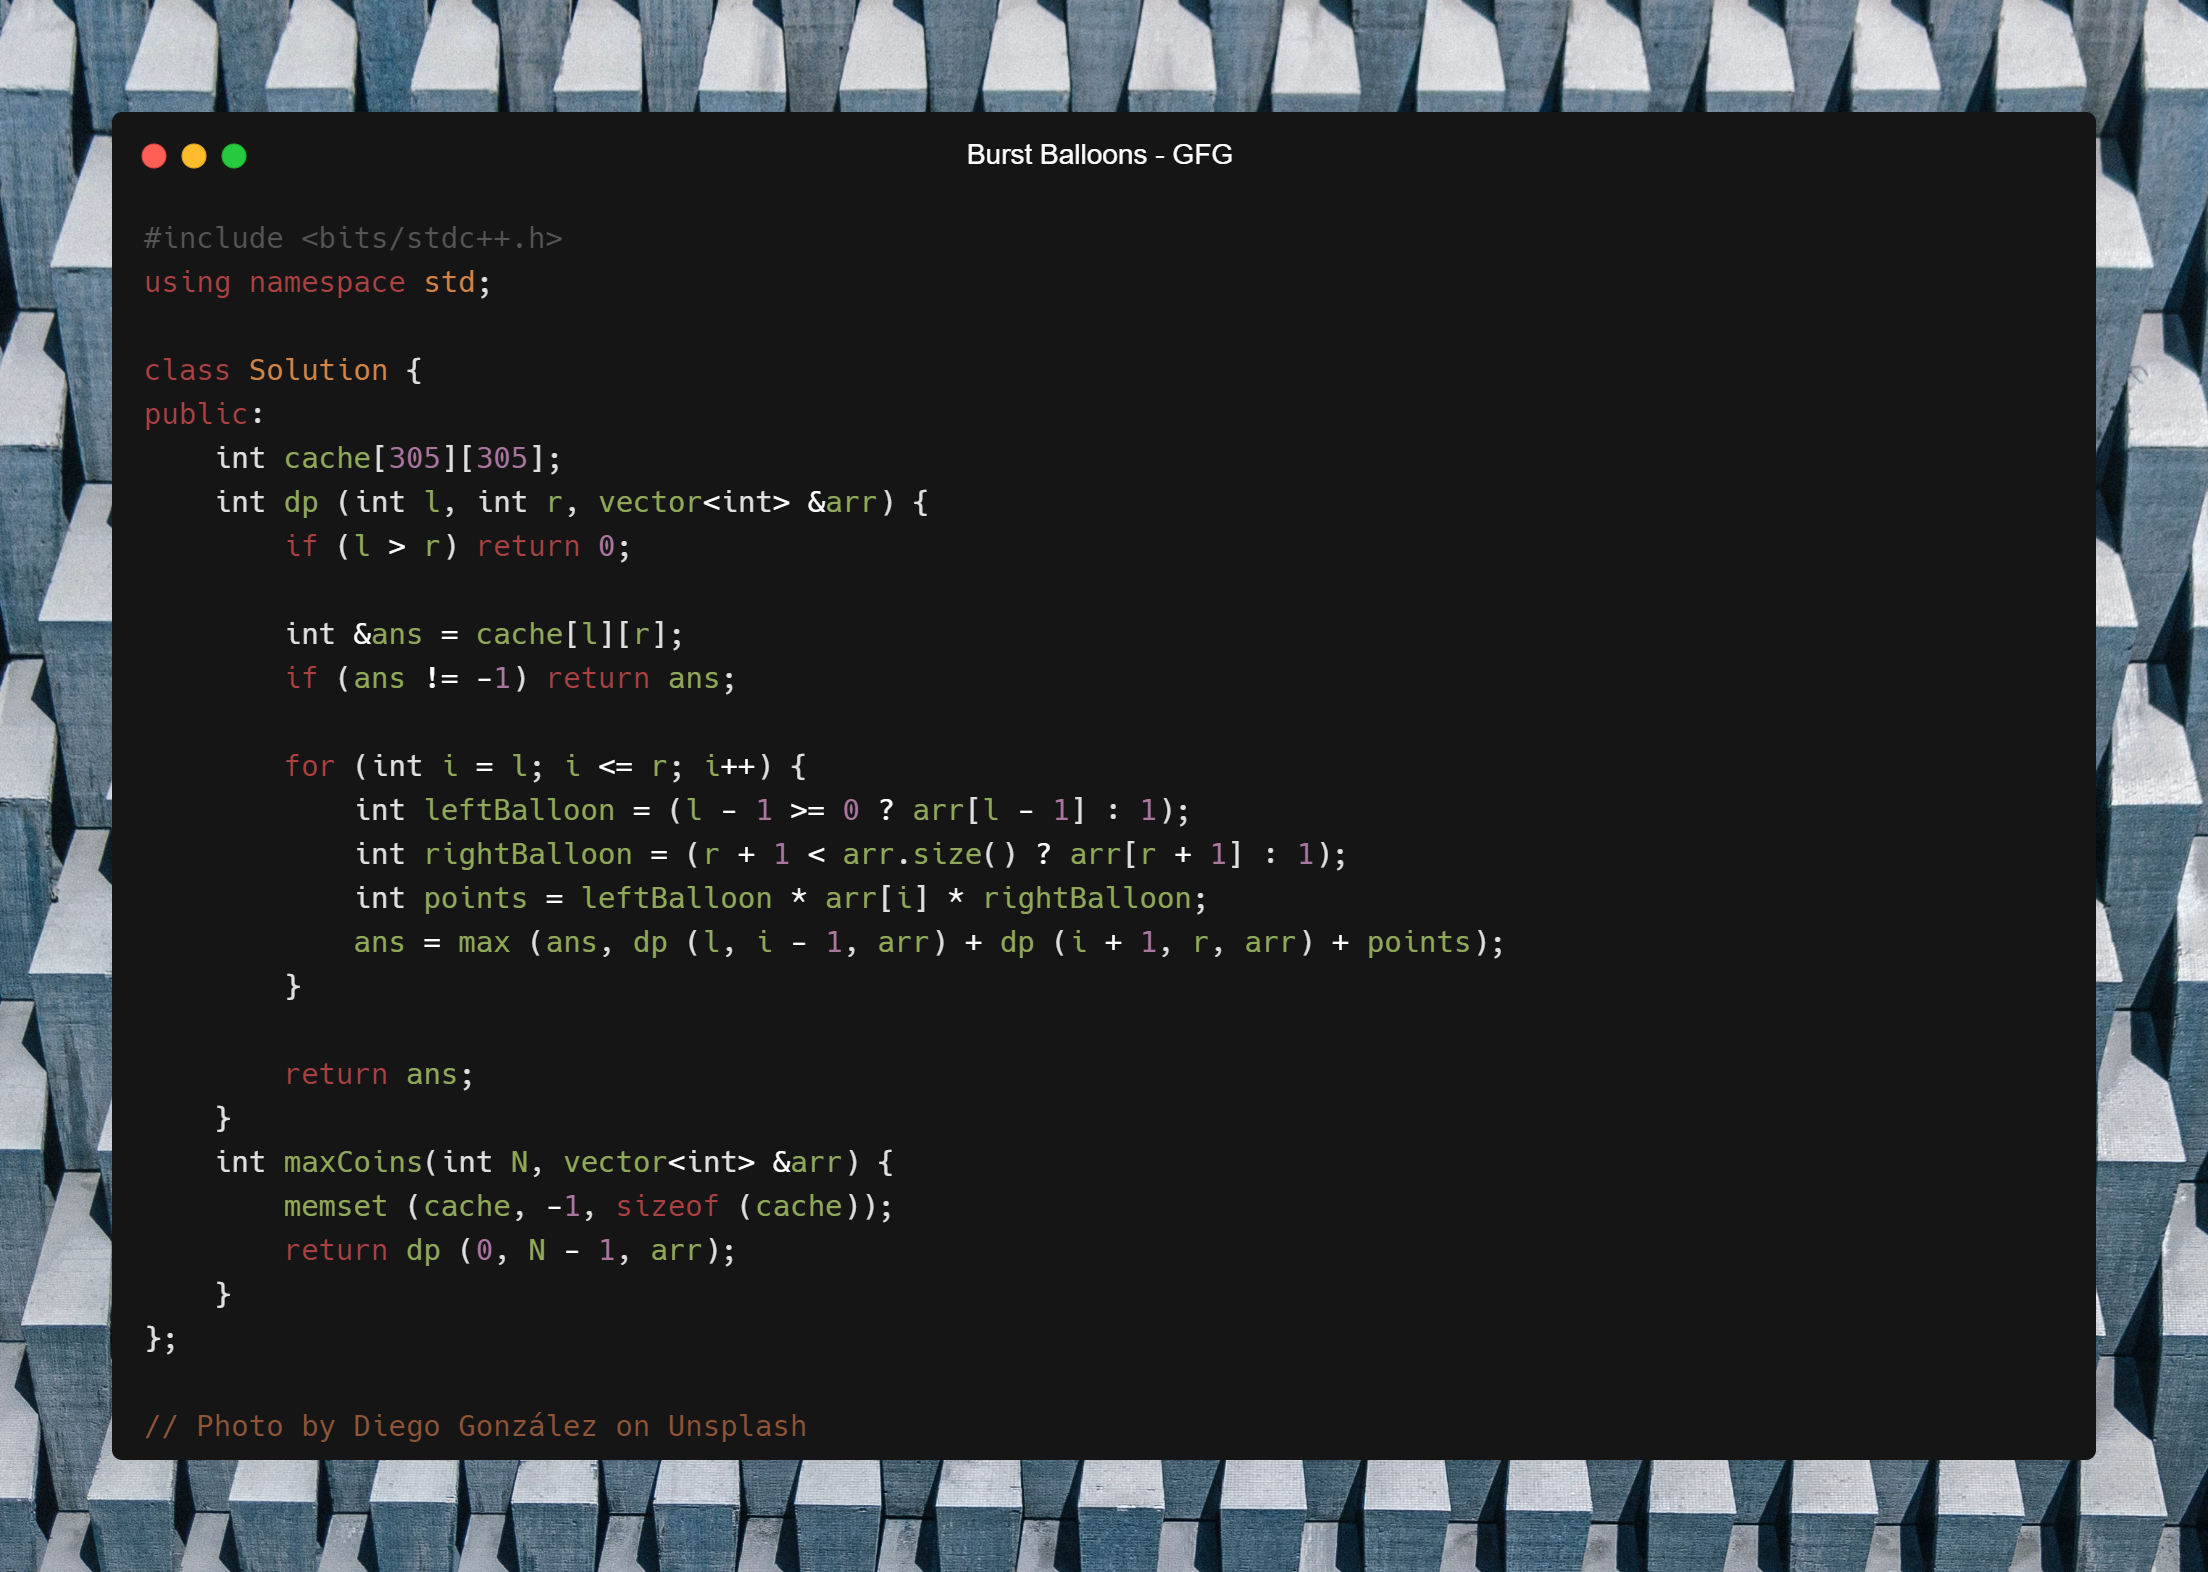 Burst Balloons - GFG
#include <bits/stdc++.h>
using namespace std;
class Solution {
public:
    int cache[305][305];
    int dp (int l, int r, vector<int> &arr) {
        if (l > r) return 0;
        int &ans = cache[l][r];
        if (ans != -1) return ans;
        for (int i = l; i <= r; i++) {
            int leftBalloon = (l - 1 >= 0 ? arr[l - 1] : 1);
            int rightBalloon = (r + 1 < arr.size() ? arr[r + 1] : 1);
            int points = leftBalloon * arr[i] * rightBalloon;
            ans = max (ans, dp (l, i - 1, arr) + dp (i + 1, r, arr) + points);
        }
        return ans;
    }
    int maxCoins(int N, vector<int> &arr) {
        memset (cache, -1, sizeof (cache));
        return dp (0, N - 1, arr);
    }
};
// Photo by Diego González on Unsplash